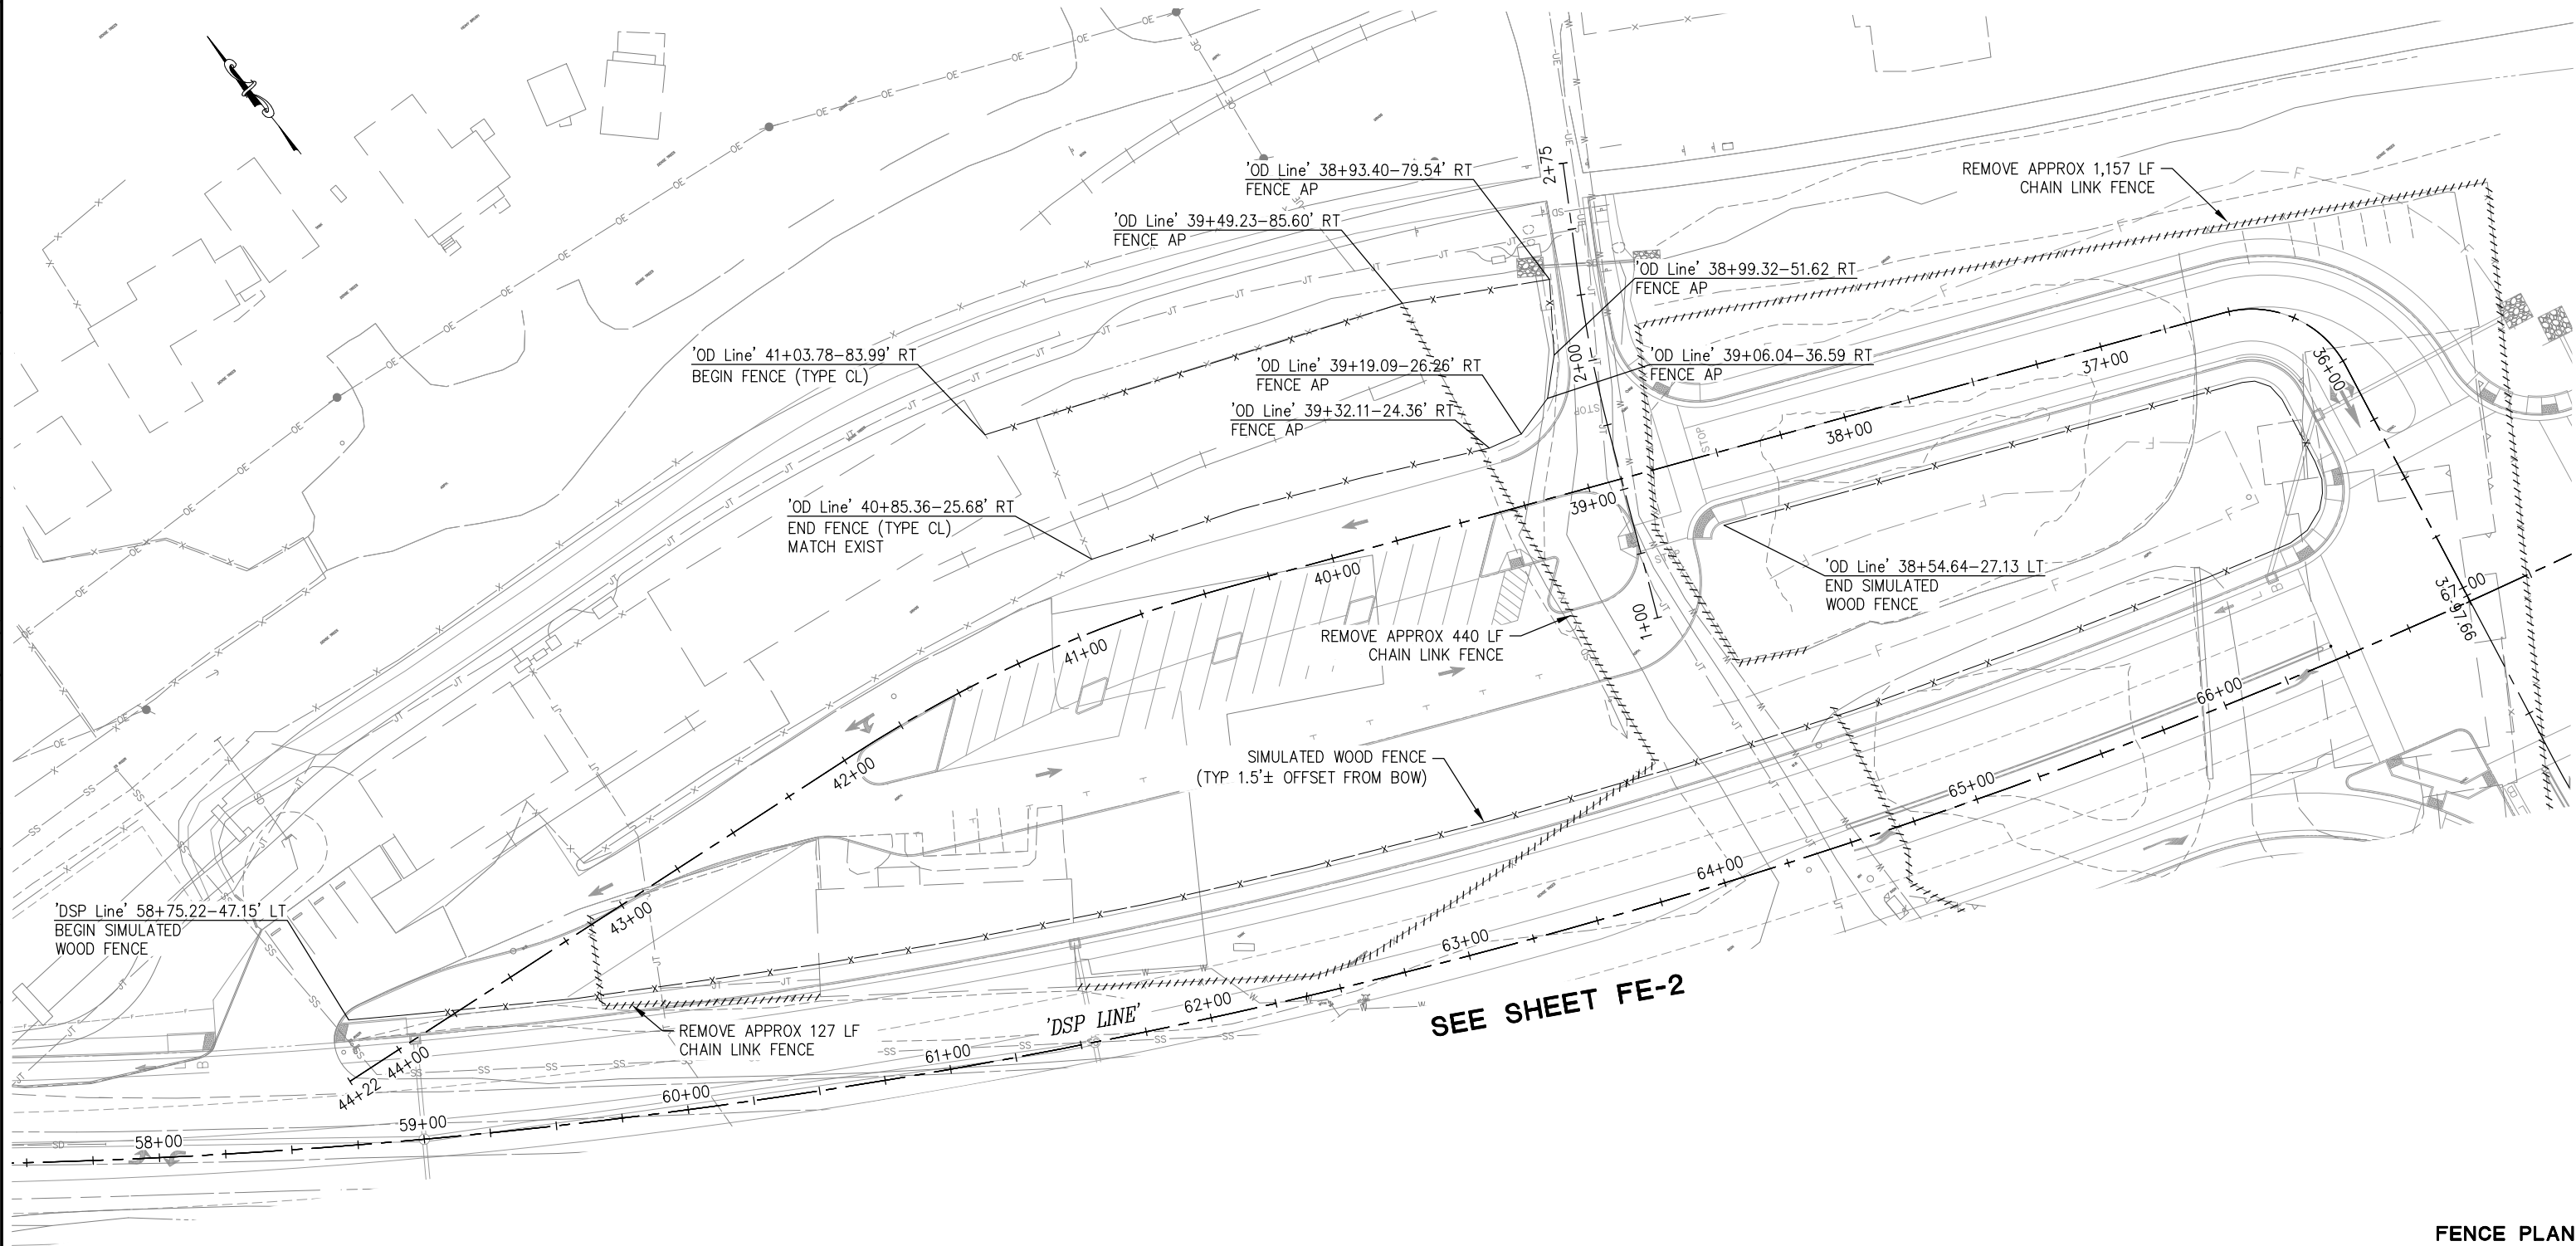 'OD Line' 38+93.40-79.54' RT
FENCE AP
'OD Line' 39+49.23-85.60' RT
FENCE AP
2+75
REMOVE APPROX 1,157 LF
CHAIN LINK FENCE
'OD Line' 38+99.32-51.62 RT
FENCE AP
'OD Line' 41+03.78-83.99' RT
BEGIN FENCE (TYPE CL)
'OD Line' 39+19.09-26.26' RT
FENCE AP
2+00
'OD Line' 39+06.04-36.59 RT
FENCE AP
37+00
36+00
'OD Line' 39+32.11-24.36' RT
FENCE AP
STOP
STOP
38+00
'OD Line' 40+85.36-25.68' RT
END FENCE (TYPE CL)
MATCH EXIST
39+00
40+00
'OD Line' 38+54.64-27.13 LT
END SIMULATED
WOOD FENCE
1+00
REMOVE APPROX 440 LF
CHAIN LINK FENCE
41+00
67+00
66+00
42+00
SIMULATED WOOD FENCE
(TYP 1.5'± OFFSET FROM BOW)
65+00
64+00
43+00
'DSP Line' 58+75.22-47.15' LT
BEGIN SIMULATED
WOOD FENCE
63+00
62+00
'DSP LINE'
SEE SHEET FE-2
REMOVE APPROX 127 LF
CHAIN LINK FENCE
61+00
44+00
44+22
60+00
59+00
58+00
FENCE PLAN